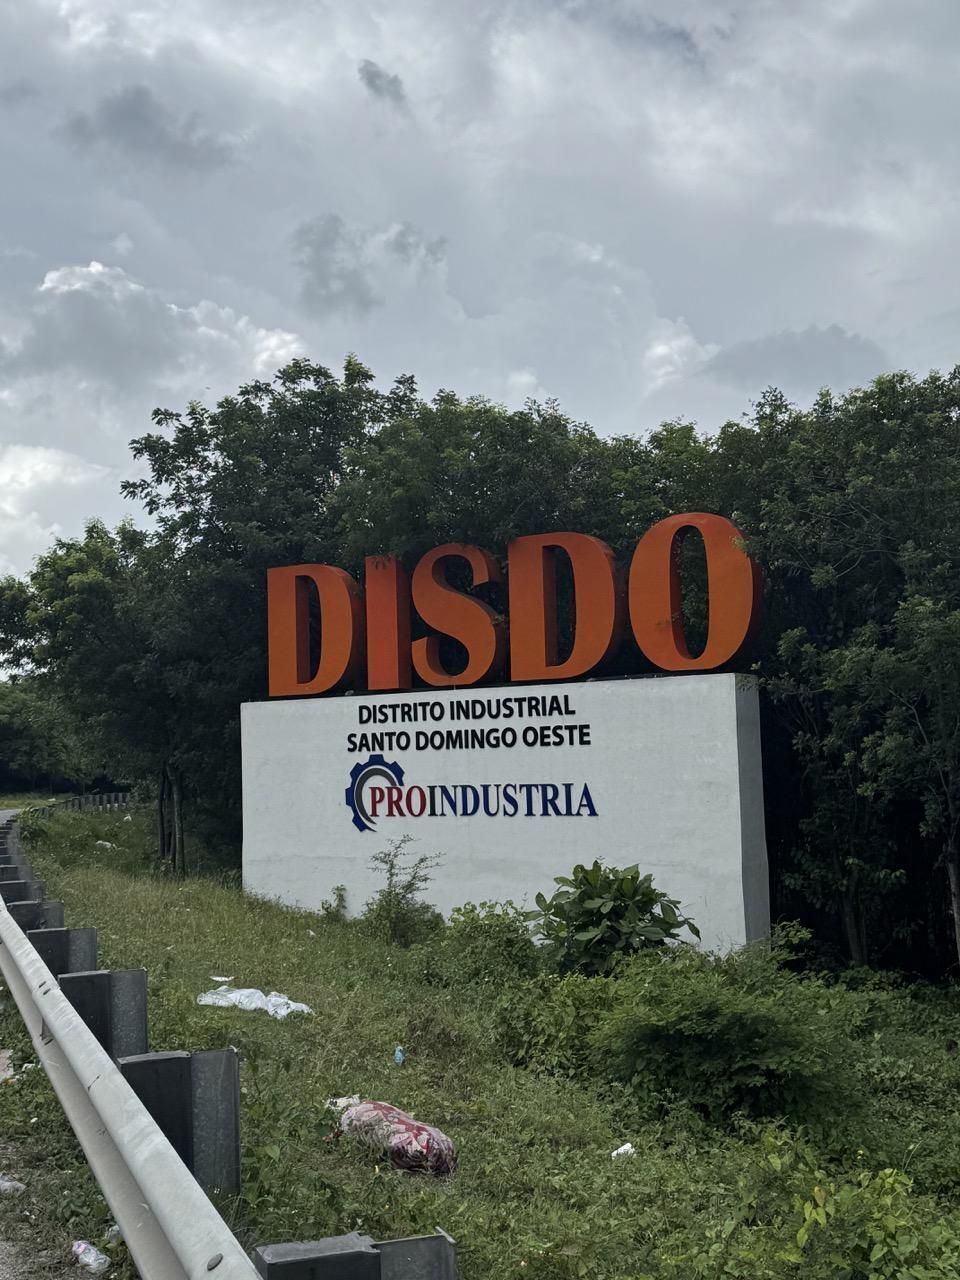 DISDO
DISTRITO INDUSTRIAL
SANTO DOMINGO OESTE
PROINDUSTRIA